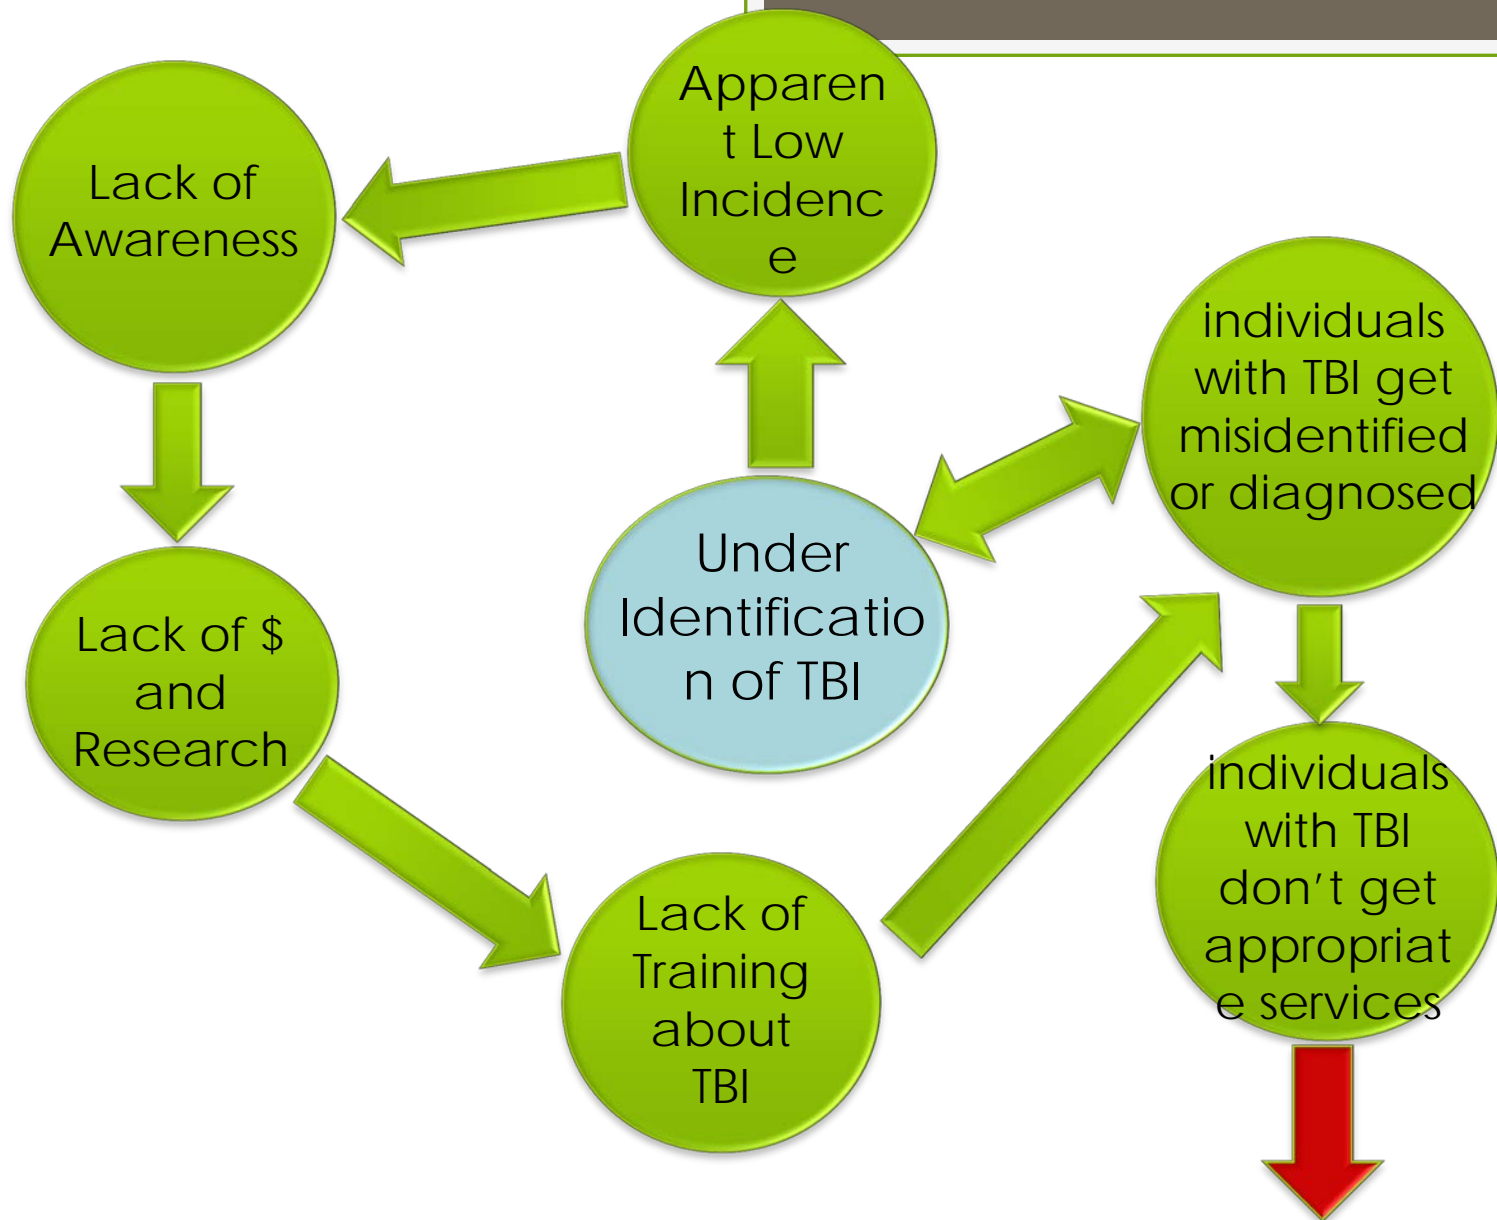 Apparen
t Low
Incidenc
e
Lack of
Awareness
individuals
with TBI get
misidentified
or diagnosed
Under
Identificatio
n of TBI
Lack of $
and
Research
individuals
with TBI
don't get
appropriat
e services
Lack of
Training
about
TBI